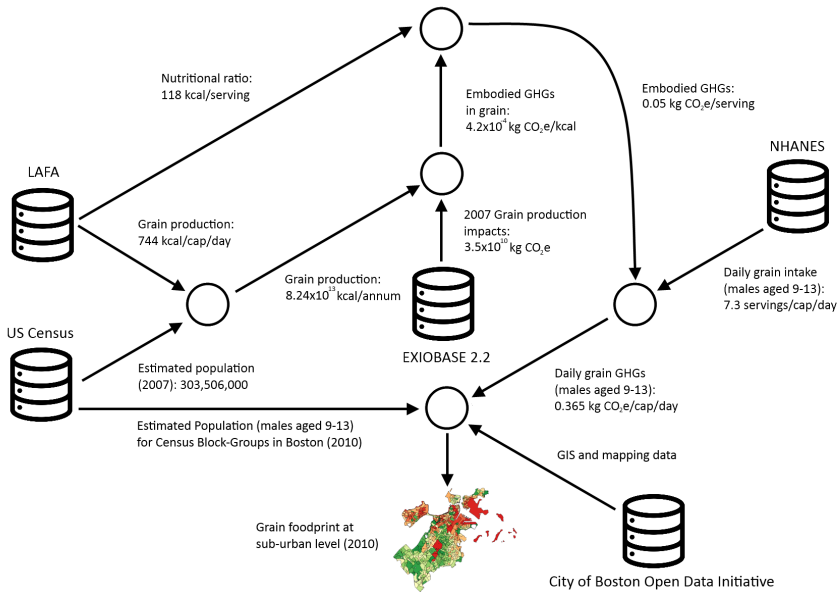 Nutritional ratio:
118 kcal/serving
Embodied GHGs
in grain:
4.2x10⁻⁴ kg CO₂e/kcal
Embodied GHGs:
0.05 kg CO₂e/serving
NHANES
LAFA
Grain production:
744 kcal/cap/day
2007 Grain production
impacts:
3.5x10¹⁰ kg CO₂e
Grain production:
8.24x10¹³ kcal/annum
Daily grain intake
(males aged 9-13):
7.3 servings/cap/day
US Census
EXIOBASE 2.2
Estimated population
(2007): 303,506,000
Daily grain GHGs
(males aged 9-13):
0.365 kg CO₂e/cap/day
Estimated Population (males aged 9-13)
for Census Block-Groups in Boston (2010)
GIS and mapping data
Grain foodprint at
sub-urban level (2010)
City of Boston Open Data Initiative